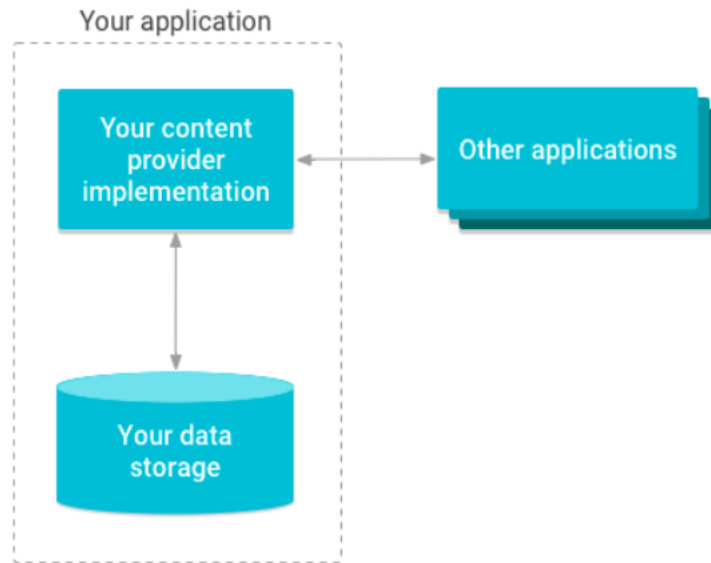 Your application
Your content
provider
implementation
Other applications
Your data
storage